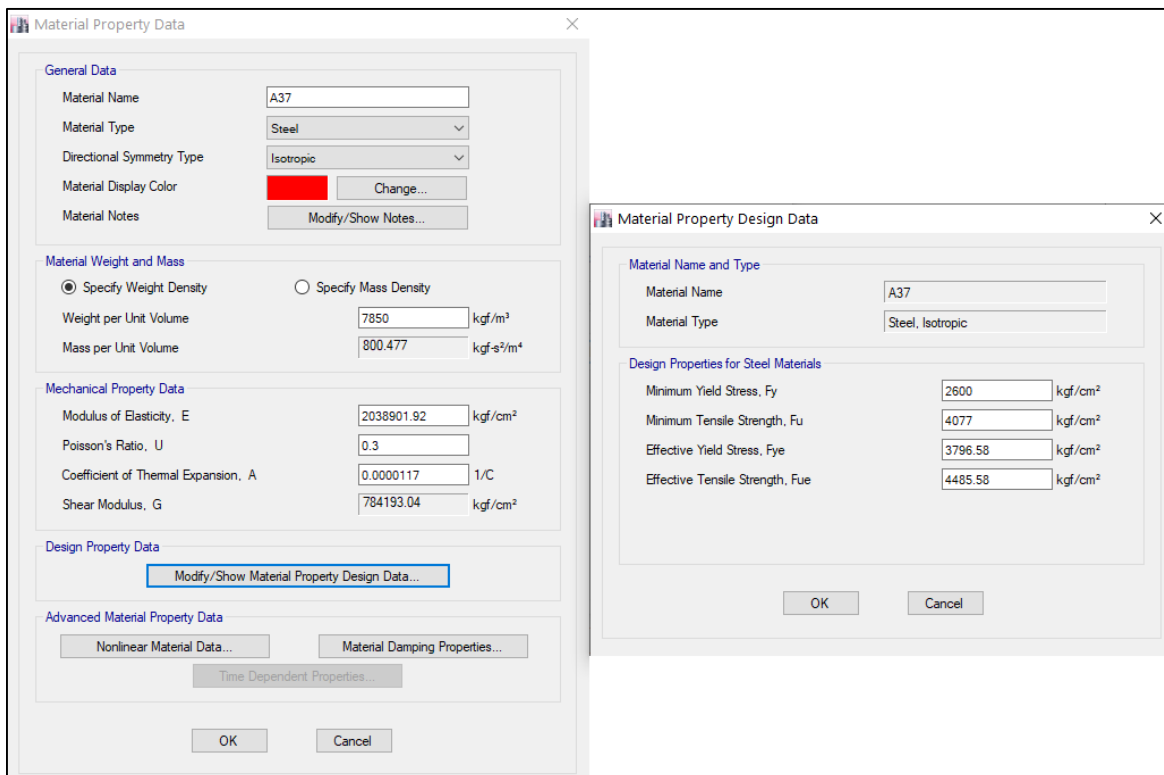 Material Property Data
General Data
Material Name A37
Material Type Steel
Directional Symmetry Type Isotropic
Material Display Color Change...
Material Notes Modify/Show Notes...
Material Weight and Mass
Specify Weight Density Specify Mass Density
Weight per Unit Volume 7850 kgf/m³
Mass per Unit Volume 800.477 kgf-s²/m⁴
Mechanical Property Data
Modulus of Elasticity, E 2038901.92 kgf/cm²
Poisson's Ratio, U 0.3
Coefficient of Thermal Expansion, A 0.0000117 1/C
Shear Modulus, G 784193.04 kgf/cm²
Design Property Data
Modify/Show Material Property Design Data...
Advanced Material Property Data
Nonlinear Material Data... Material Damping Properties...
Time Dependent Properties...
OK Cancel
Material Property Design Data
Material Name and Type
Material Name A37
Material Type Steel, Isotropic
Design Properties for Steel Materials
Minimum Yield Stress, Fy 2600 kgf/cm²
Minimum Tensile Strength, Fu 4077 kgf/cm²
Effective Yield Stress, Fye 3796.58 kgf/cm²
Effective Tensile Strength, Fue 4485.58 kgf/cm²
OK Cancel